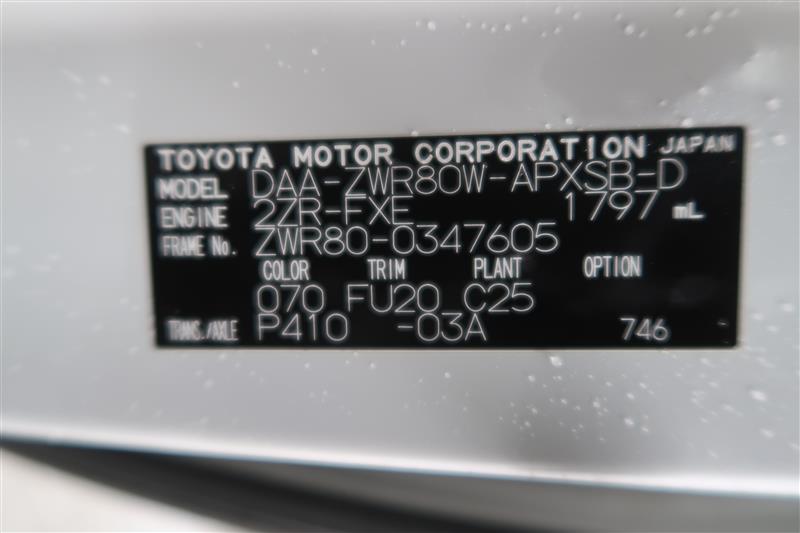 TOYOTA MOTOR CORPORATION JAPAN
MODEL DAA-ZWR80W-APXSB-D
ENGINE 2ZR-FXE 1797 mL
FRAME No. ZWR80-0347605
COLOR TRIM PLANT OPTION
070 FU20 C25
TRANS./AXLE P410 -03A 746